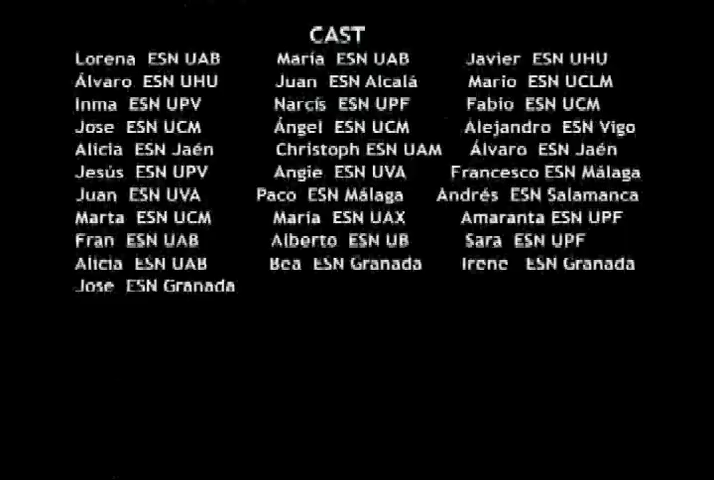 CAST
Lorena ESN UAB María ESN UAB Javier ESN UHU
Álvaro ESN UHU Juan ESN Alcalá Mario ESN UCLM
Inma ESN UPV Narcís ESN UPF Fabio ESN UCM
Jose ESN UCM Ángel ESN UCM Alejandro ESN Vigo
Alicia ESN Jaén Christoph ESN UAM Álvaro ESN Jaén
Jesús ESN UPV Angie ESN UVA Francesco ESN Málaga
Juan ESN UVA Paco ESN Málaga Andrés ESN Salamanca
Marta ESN UCM María ESN UAX Amaranta ESN UPF
Fran ESN UAB Alberto ESN UB Sara ESN UPF
Alicia ESN UAB Bea ESN Granada Irene ESN Granada
Jose ESN Granada